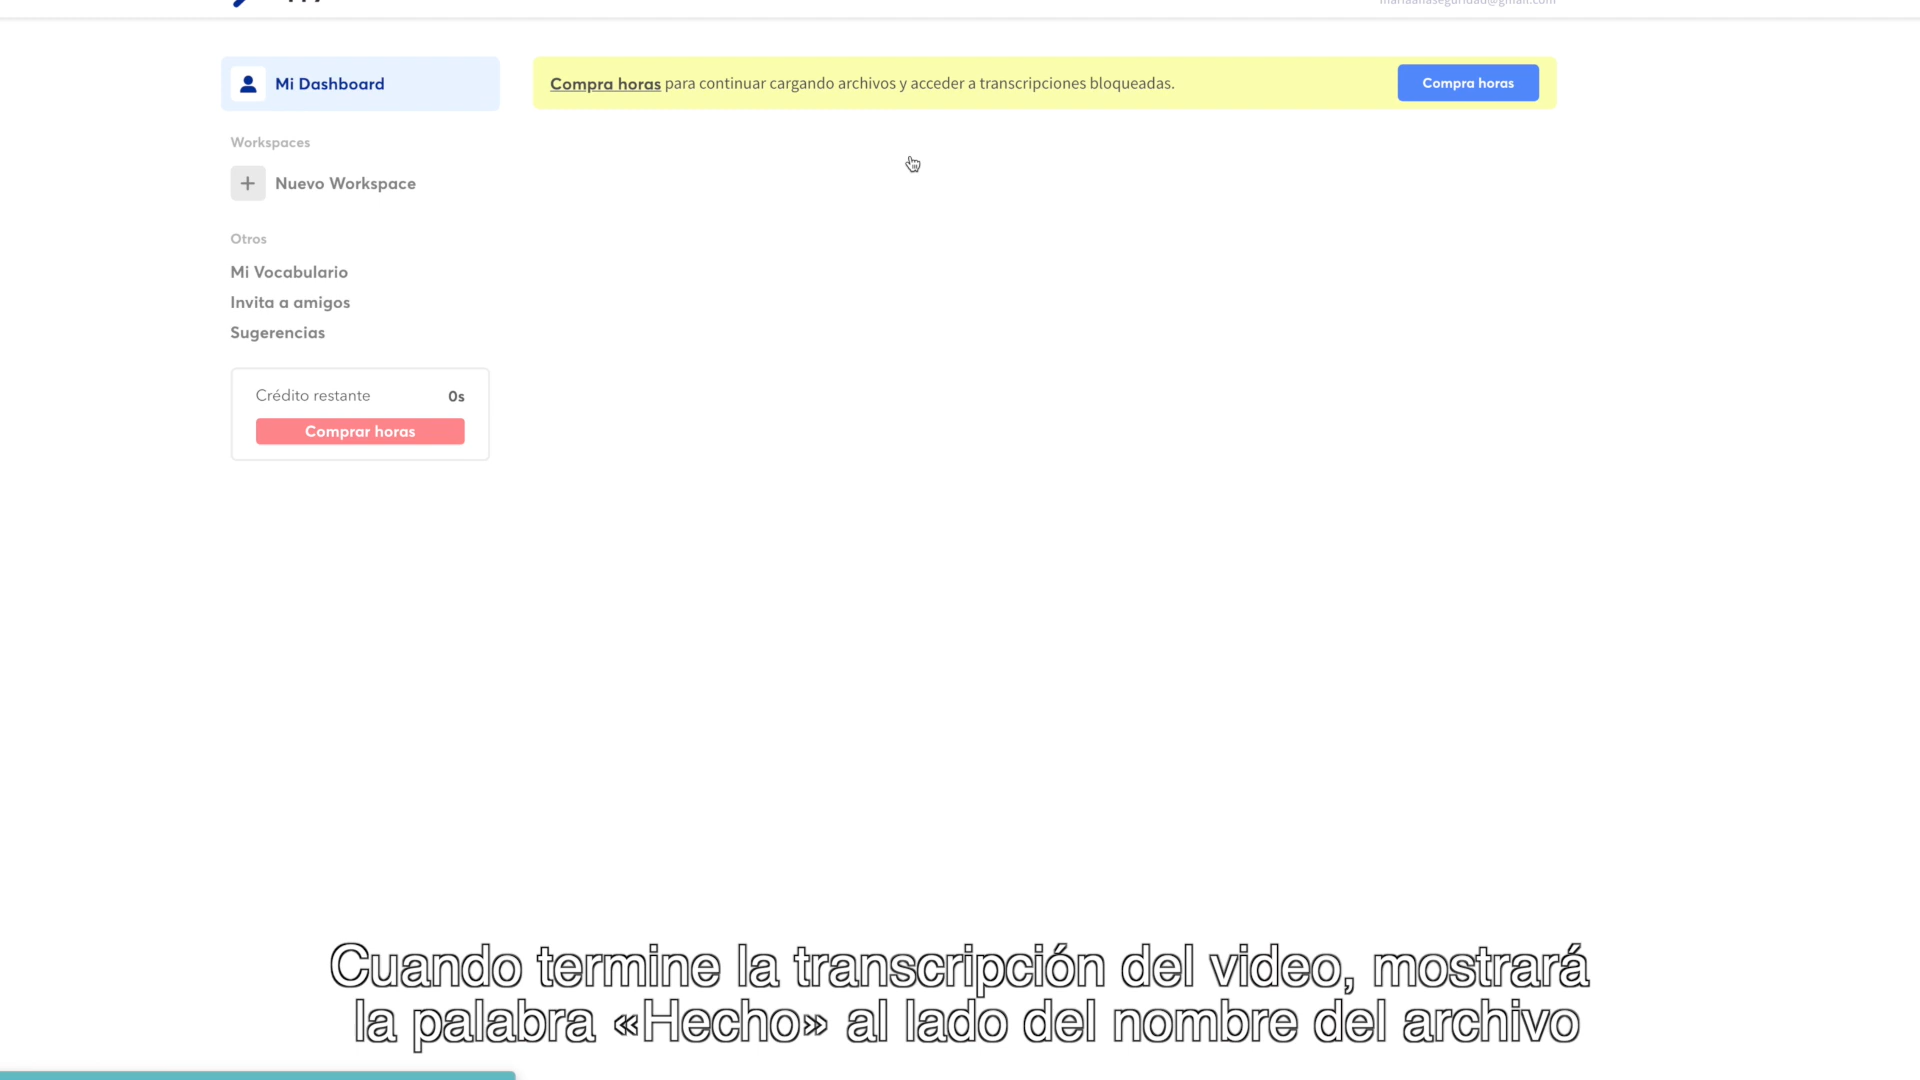 Mi Dashboard
Compra horas para continuar cargando archivos y acceder a transcripciones bloqueadas.
Compra horas
Workspaces
Nuevo Workspace
Otros
Mi Vocabulario
Invita a amigos
Sugerencias
Crédito restante 0s
Comprar horas
Cuando termine la transcripción del video, mostrará
la palabra «Hecho» al lado del nombre del archivo